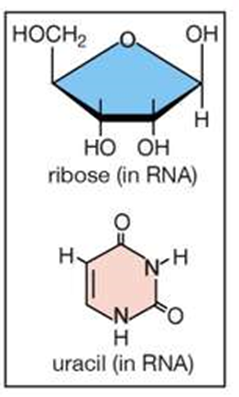 HOCH₂ O OH
H
HO OH
ribose (in RNA)
O
H N H
N O
H
uracil (in RNA)